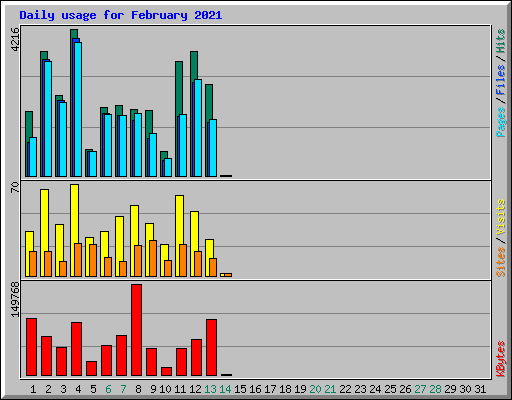 Daily usage for February 2021
4216
Pages / Files / Hits
70
Sites / Visits
149768
KBytes
1 2 3 4 5 6 7 8 9 10 11 12 13 14 15 16 17 18 19 20 21 22 23 24 25 26 27 28 29 30 31